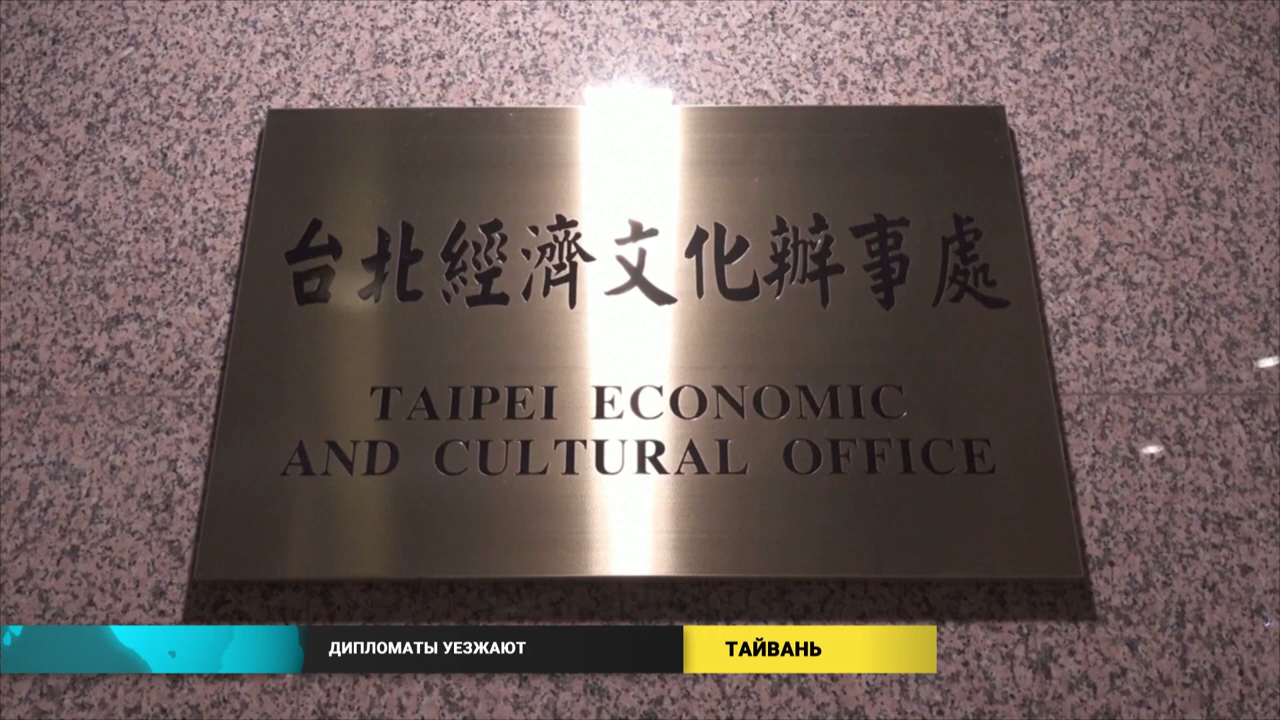 台北經濟文化辦事處
TAIPEI ECONOMIC
AND CULTURAL OFFICE
ДИПЛОМАТЫ УЕЗЖАЮТ
ТАЙВАНЬ